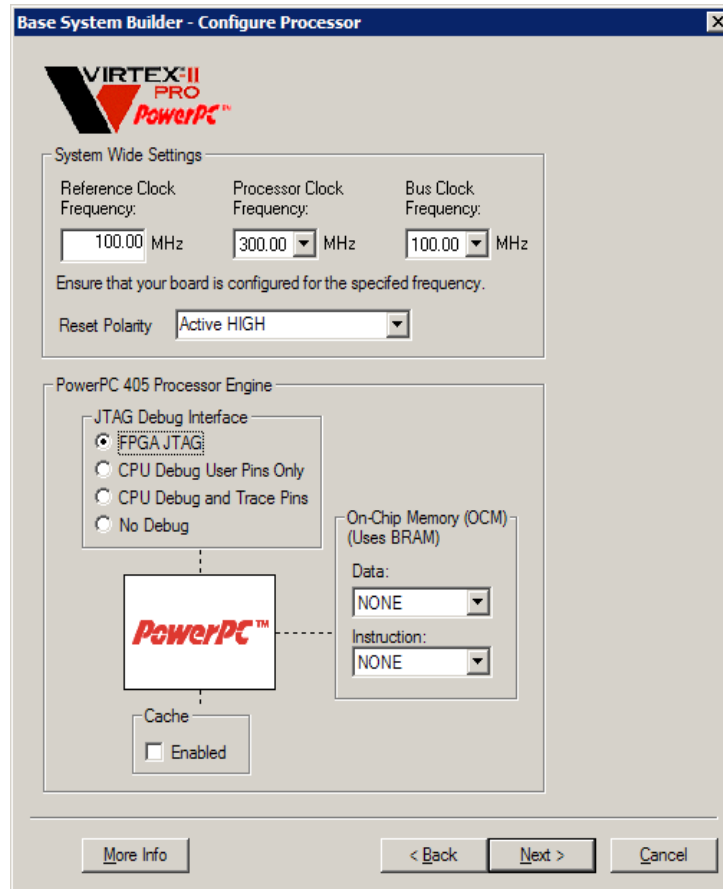 Base System Builder - Configure Processor
VIRTEX-II
PRO
PowerPC™
System Wide Settings
Reference Clock Frequency:
100.00 MHz
Processor Clock Frequency:
300.00 MHz
Bus Clock Frequency:
100.00 MHz
Ensure that your board is configured for the specifed frequency.
Reset Polarity Active HIGH
PowerPC 405 Processor Engine
JTAG Debug Interface
FPGA JTAG
CPU Debug User Pins Only
CPU Debug and Trace Pins
No Debug
On-Chip Memory (OCM)
(Uses BRAM)
Data:
NONE
Instruction:
NONE
PowerPC™
Cache
Enabled
More Info
< Back
Next >
Cancel